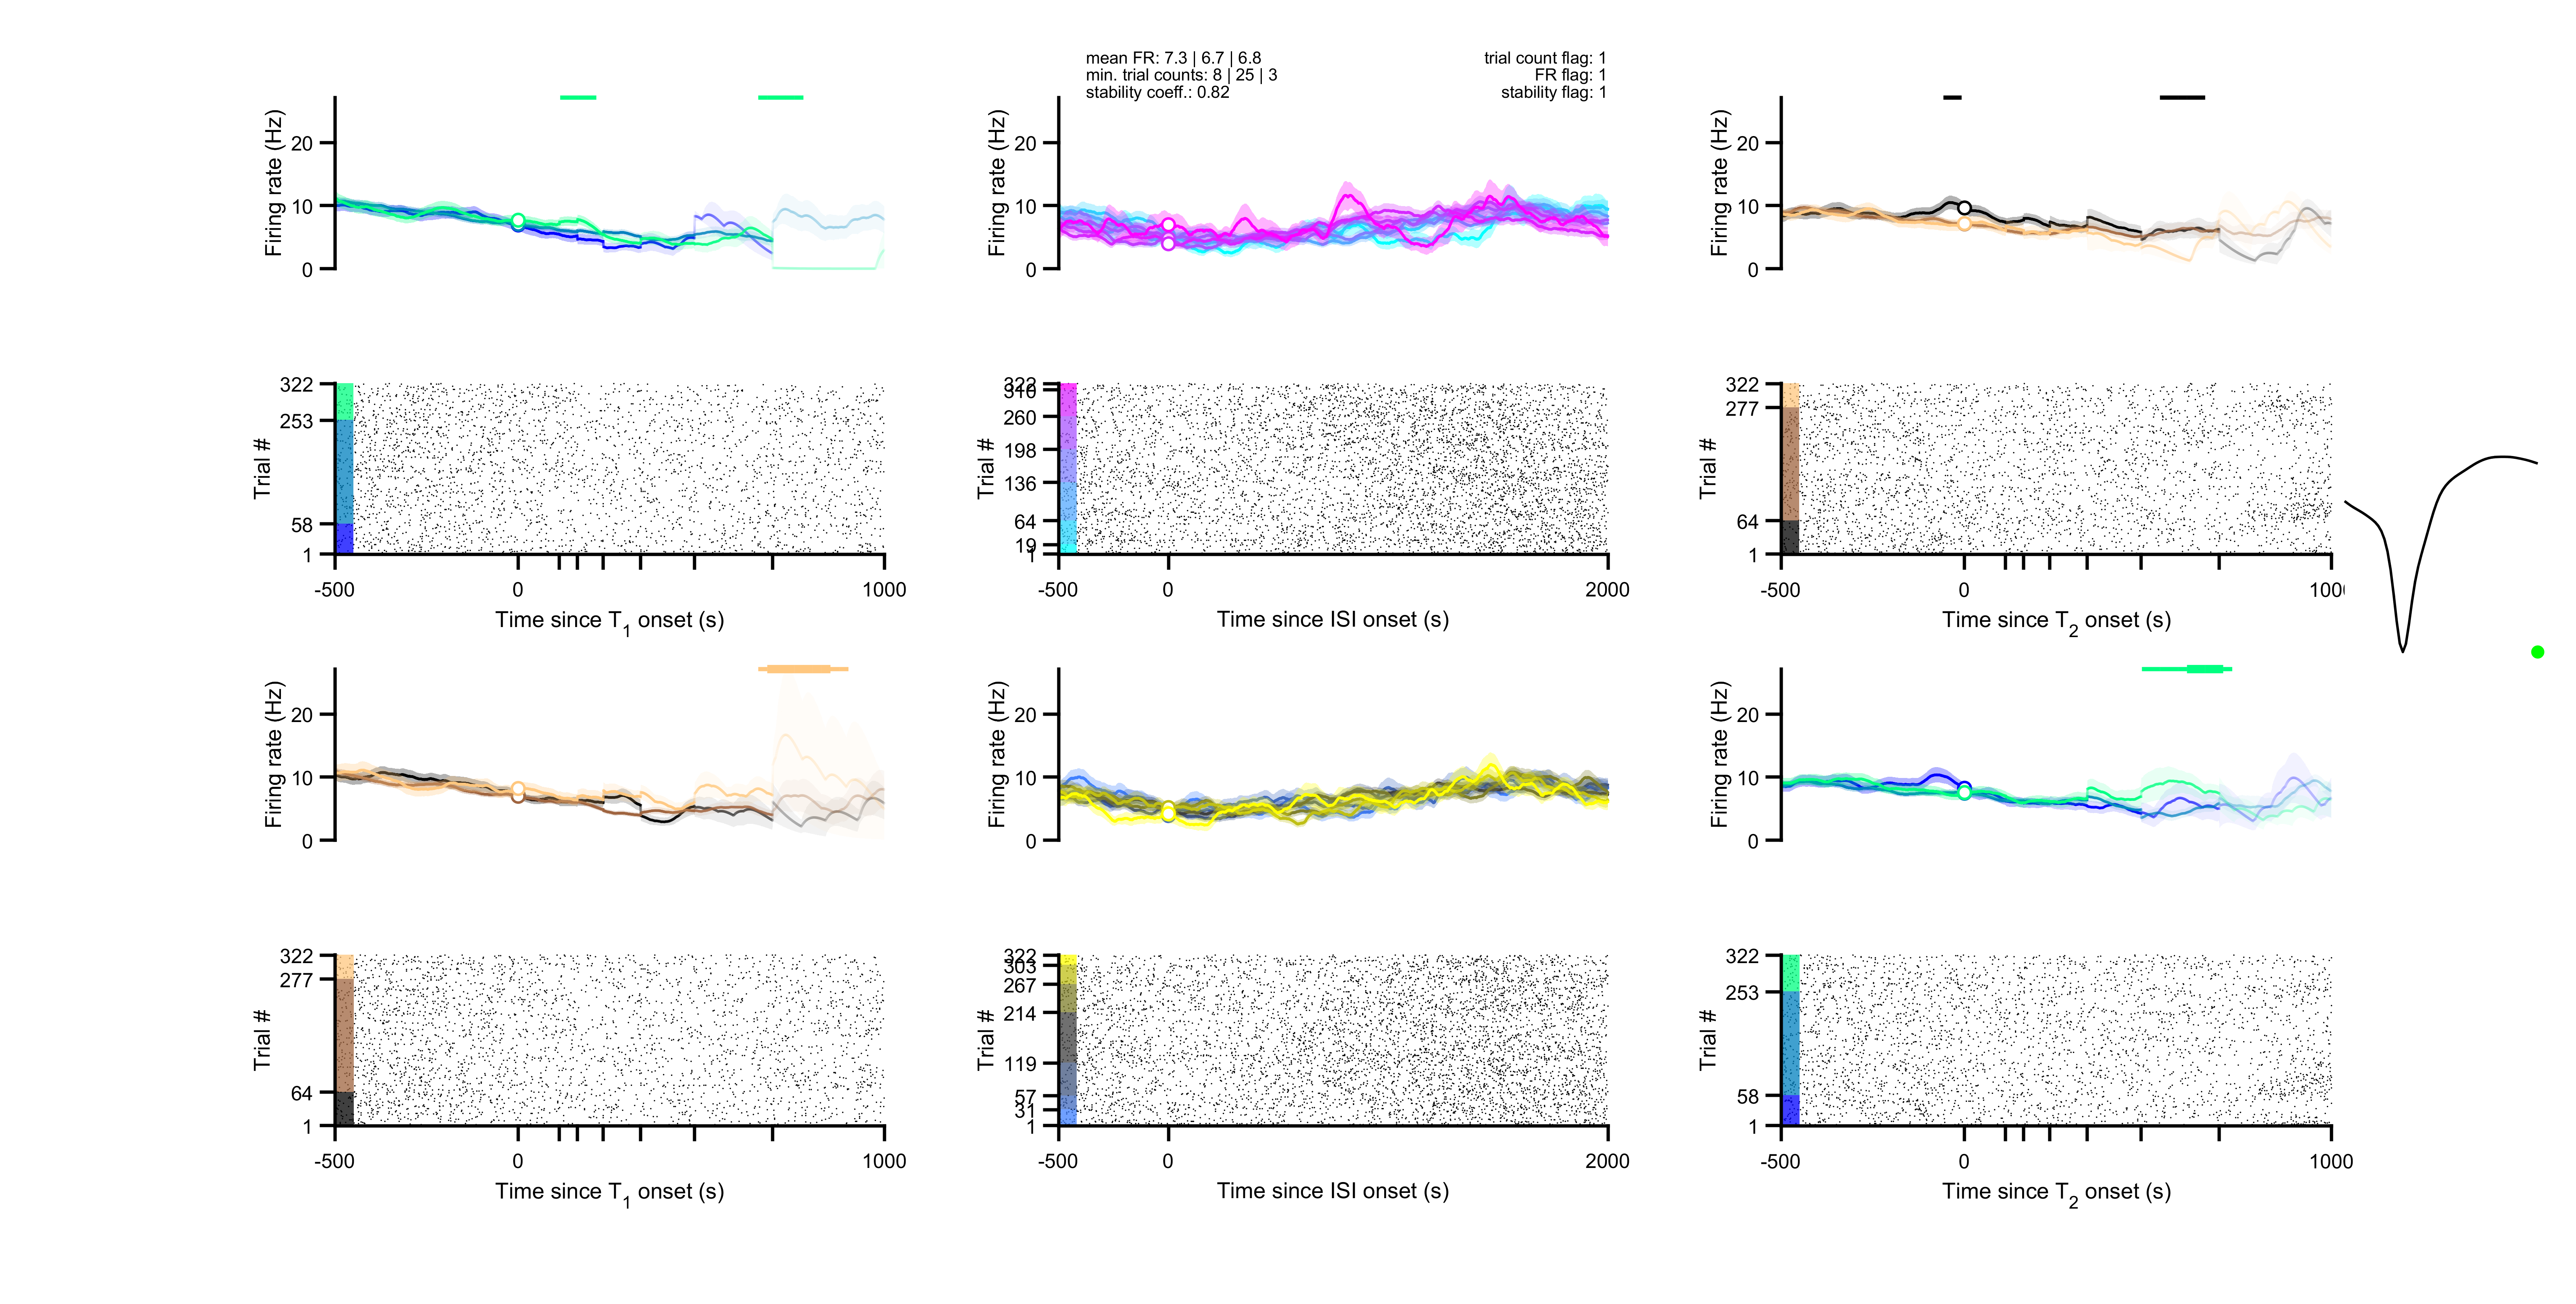 mean FR: 7.3 | 6.7 | 6.8
min. trial counts: 8 | 25 | 3
stability coeff.: 0.82
trial count flag: 1
FR flag: 1
stability flag: 1
Firing rate (Hz)
20
10
0
Firing rate (Hz)
20
10
0
Firing rate (Hz)
20
10
0
Trial #
322
253
58
1
-500
0
1000
Time since T1 onset (s)
Trial #
322
310
260
198
136
64
19
1
-500
0
2000
Time since ISI onset (s)
Trial #
322
277
64
1
-500
0
Time since T2 onset (s)
Firing rate (Hz)
20
10
0
Firing rate (Hz)
20
10
0
Firing rate (Hz)
20
10
0
Trial #
322
277
64
1
-500
0
1000
Time since T1 onset (s)
Trial #
322
303
267
214
119
57
31
1
-500
0
2000
Time since ISI onset (s)
Trial #
322
253
58
1
-500
0
1000
Time since T2 onset (s)